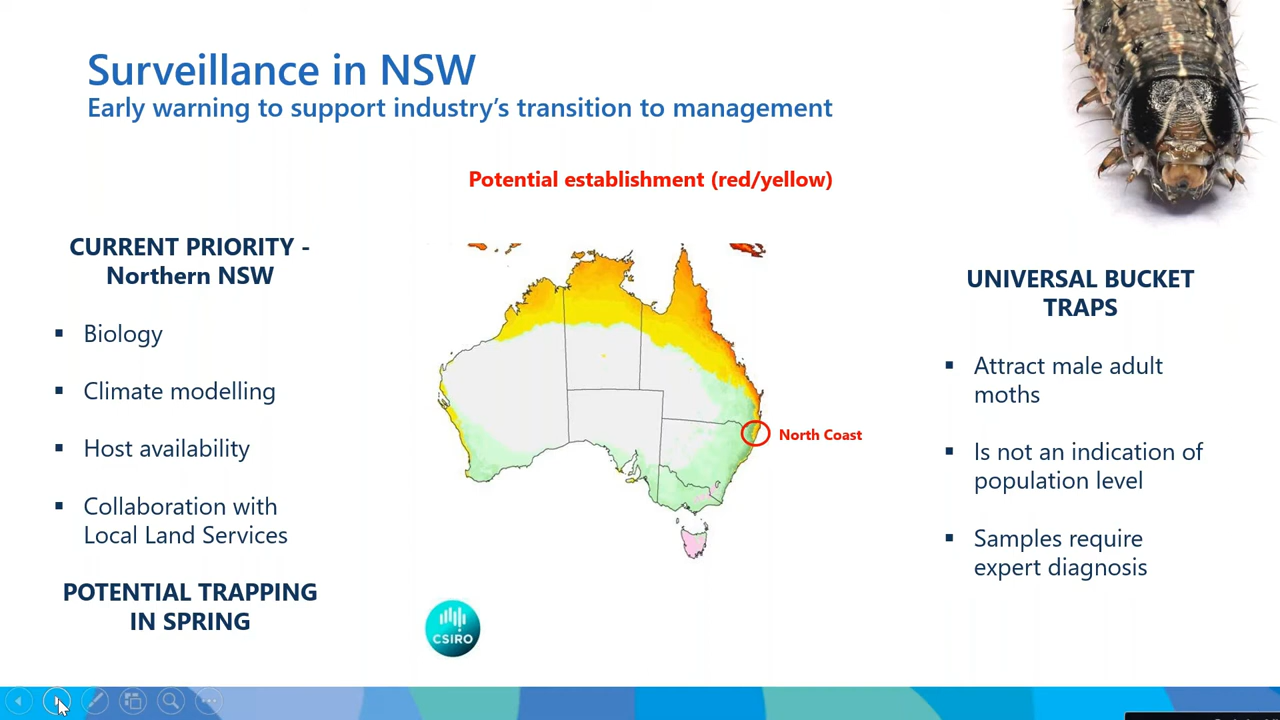 Surveillance in NSW
Early warning to support industry’s transition to management
Potential establishment (red/yellow)
CURRENT PRIORITY -
Northern NSW
▪ Biology
▪ Climate modelling
▪ Host availability
▪ Collaboration with
Local Land Services
POTENTIAL TRAPPING
IN SPRING
North Coast
CSIRO
UNIVERSAL BUCKET
TRAPS
▪ Attract male adult
moths
▪ Is not an indication of
population level
▪ Samples require
expert diagnosis